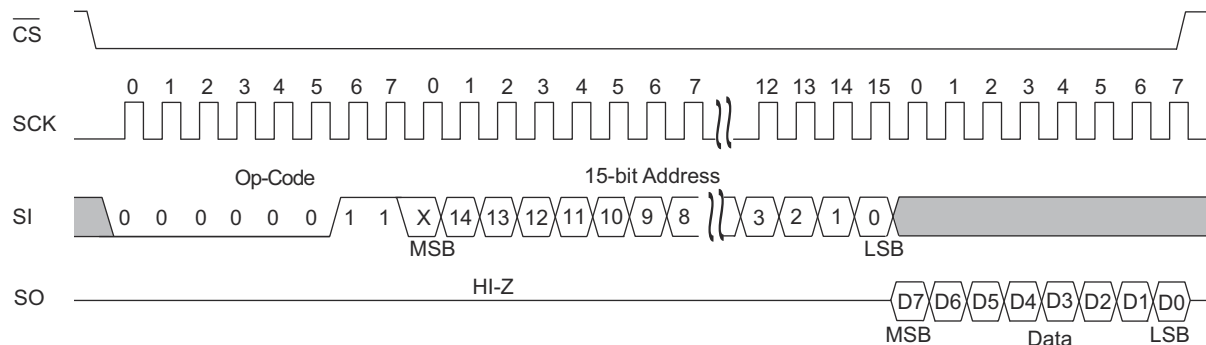 CS
0 1 2 3 4 5 6 7 0 1 2 3 4 5 6 7 12 13 14 15 0 1 2 3 4 5 6 7
SCK
Op-Code 15-bit Address
SI 0 0 0 0 0 0 1 1 X 14 13 12 11 10 9 8 3 2 1 0
MSB LSB
HI-Z
SO D7 D6 D5 D4 D3 D2 D1 D0
MSB Data LSB